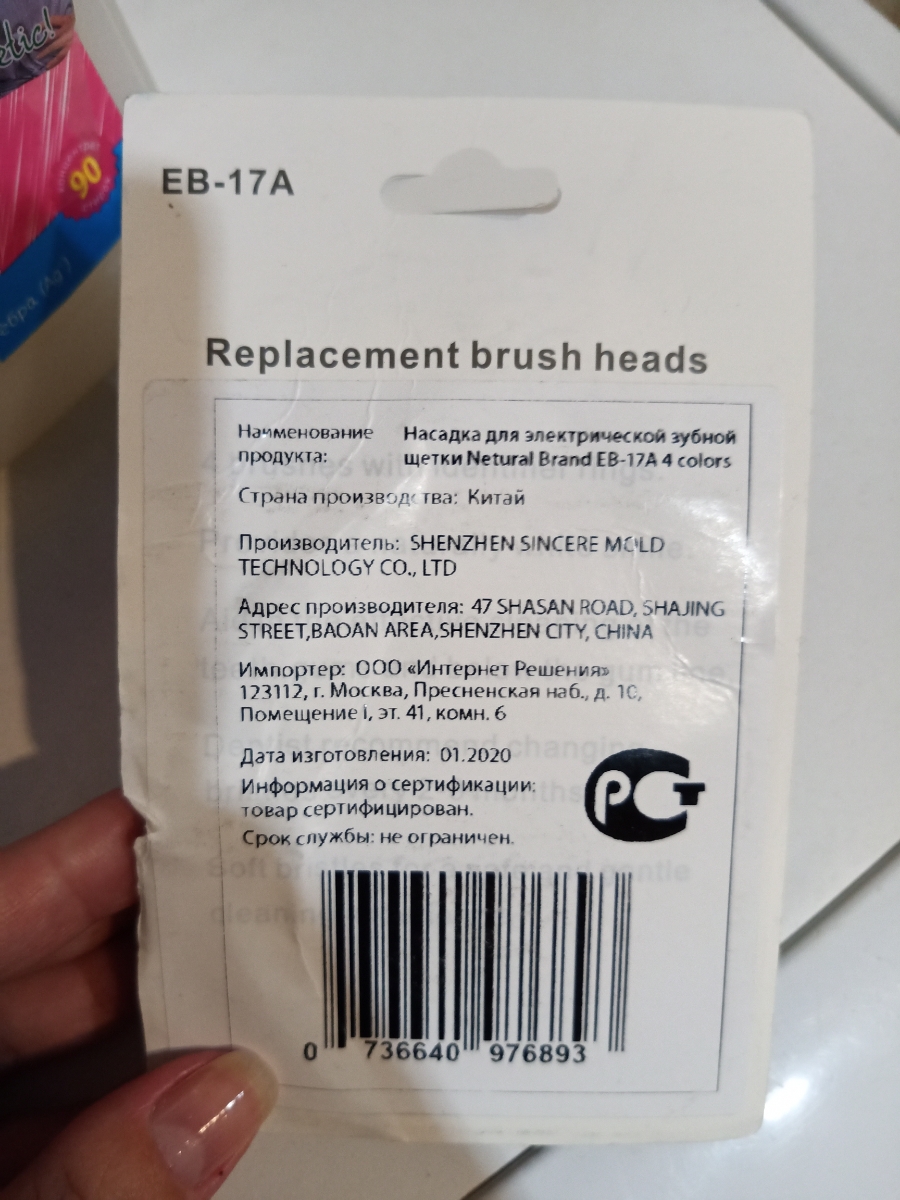 EB-17A
90
Replacement brush heads
Наименование продукта: Насадка для электрической зубной
щетки Netural Brand EB-17A 4 colors
Страна производства: Китай
Производитель: SHENZHEN SINCERE MOLD
TECHNOLOGY CO., LTD
Адрес производителя: 47 SHASAN ROAD, SHAJING
STREET,BAOAN AREA,SHENZHEN CITY, CHINA
Импортер: ООО «Интернет Решения»
123112, г. Москва, Пресненская наб., д. 10,
Помещение I, эт. 41, комн. 6
Дата изготовления: 01.2020
Информация о сертификации:
товар сертифицирован.
Срок службы: не ограничен.
РСТ
0 736640 976893